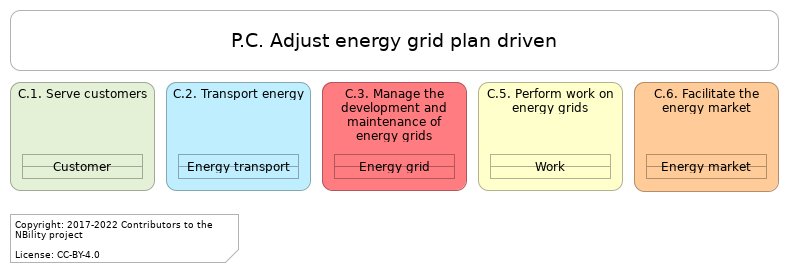 P.C. Adjust energy grid plan driven
C.1. Serve customers
Customer
C.2. Transport energy
Energy transport
C.3. Manage the
development and
maintenance of
energy grids
Energy grid
C.5. Perform work on
energy grids
Work
C.6. Facilitate the
energy market
Energy market
Copyright: 2017-2022 Contributors to the
NBility project
License: CC-BY-4.0